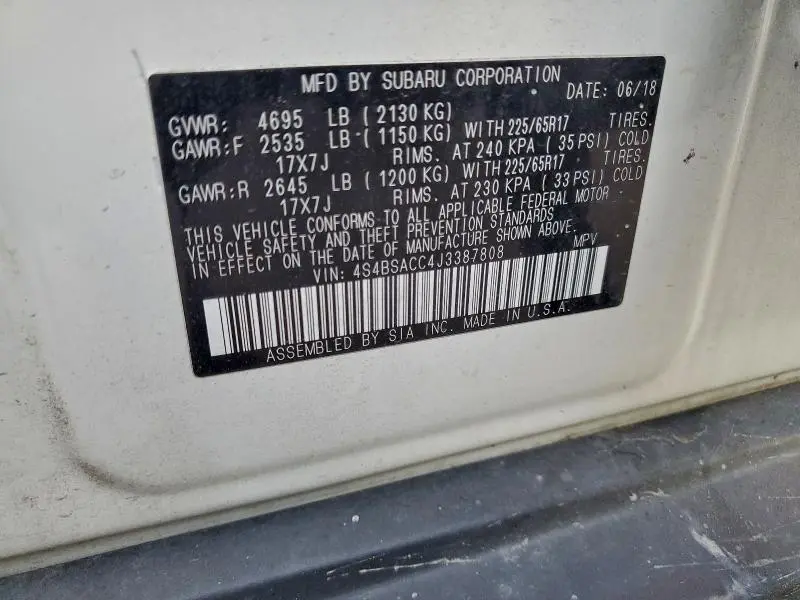 MFD BY SUBARU CORPORATION DATE: 06/18
GVWR: 4695 LB (2130 KG)
GAWR:F 2535 LB (1150 KG) WITH 225/65R17 TIRES.
17X7J RIMS. AT 240 KPA (35 PSI) COLD
GAWR:R 2645 LB (1200 KG) WITH 225/65R17 TIRES.
17X7J RIMS. AT 230 KPA (33 PSI) COLD
THIS VEHICLE CONFORMS TO ALL APPLICABLE FEDERAL MOTOR
VEHICLE SAFETY AND THEFT PREVENTION STANDARDS
IN EFFECT ON THE DATE OF MANUFACTURE SHOWN ABOVE.
VIN: 4S4BSACC4J3387808 MPV
ASSEMBLED BY SIA INC. MADE IN U.S.A.